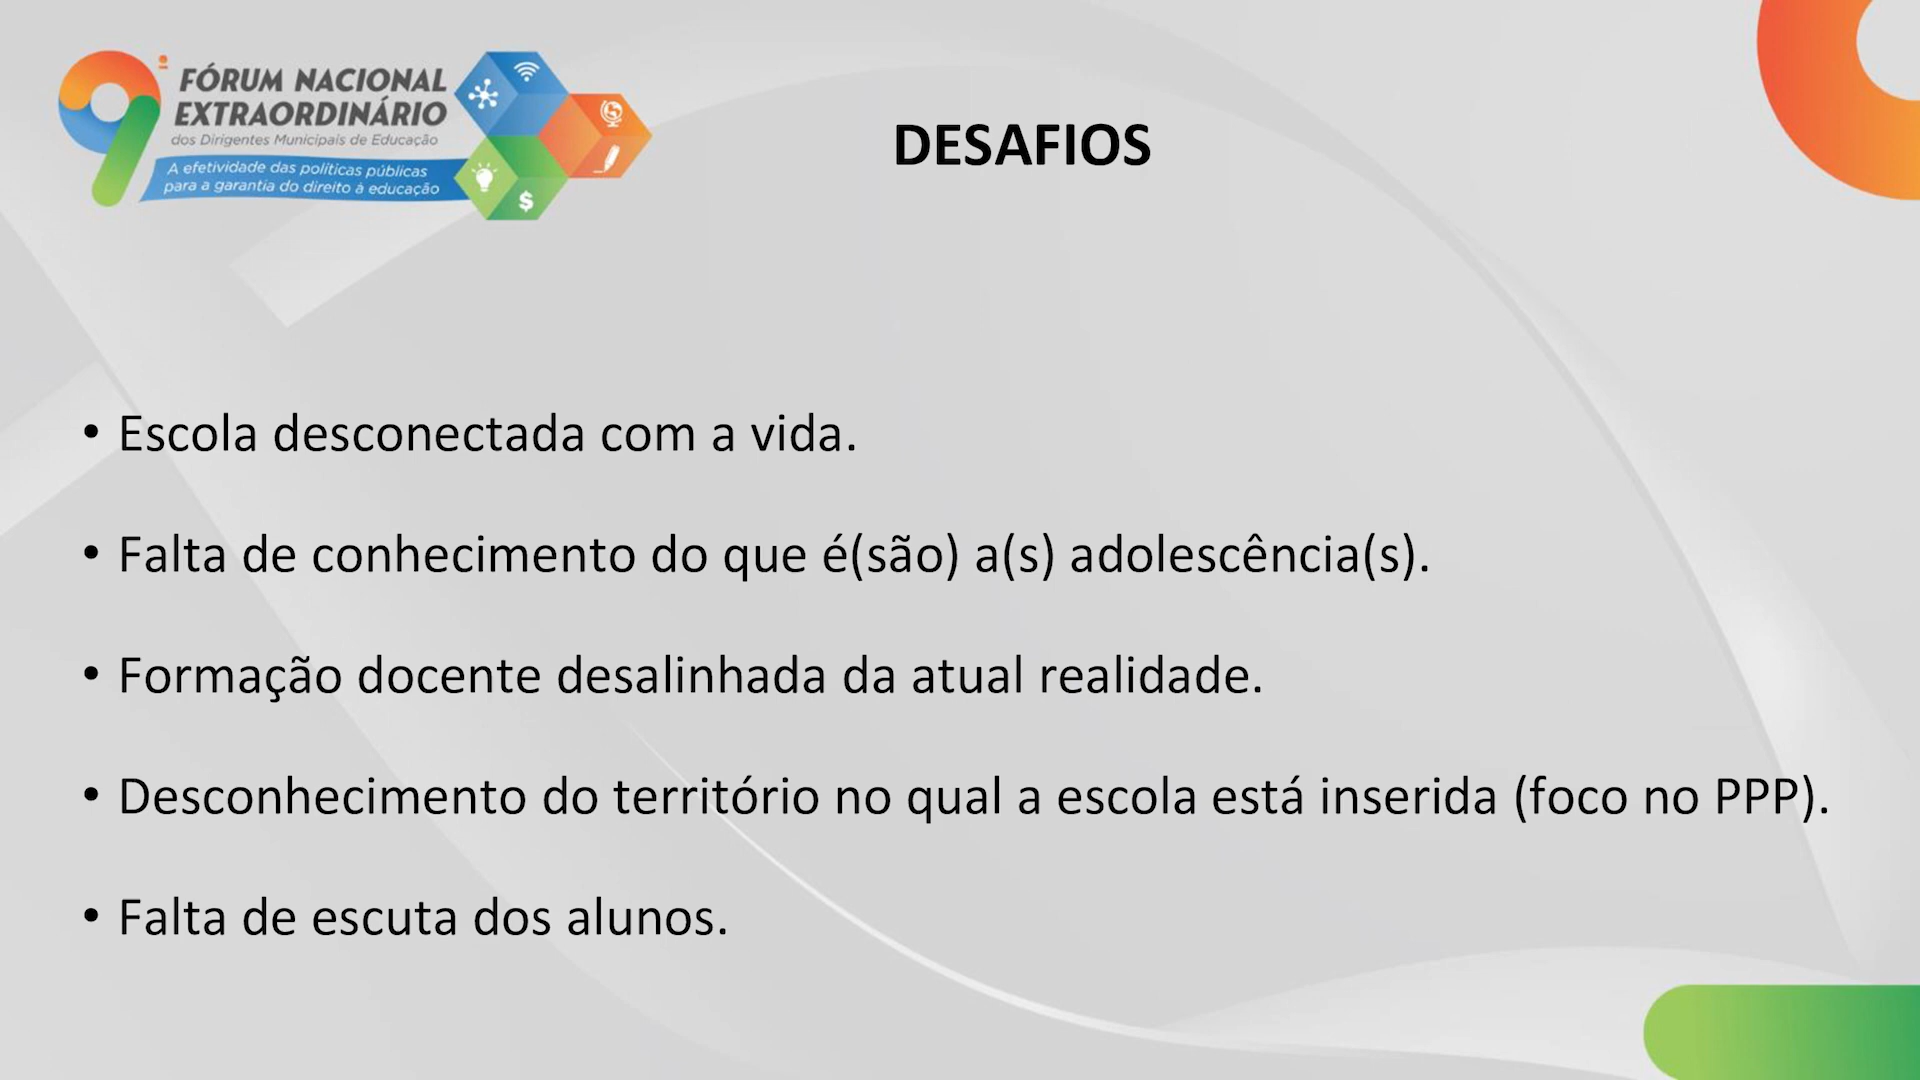 9º
FÓRUM NACIONAL
EXTRAORDINÁRIO
dos Dirigentes Municipais de Educação
A efetividade das políticas públicas
para a garantia do direito à educação
$
DESAFIOS
• Escola desconectada com a vida.
• Falta de conhecimento do que é(são) a(s) adolescência(s).
• Formação docente desalinhada da atual realidade.
• Desconhecimento do território no qual a escola está inserida (foco no PPP).
• Falta de escuta dos alunos.